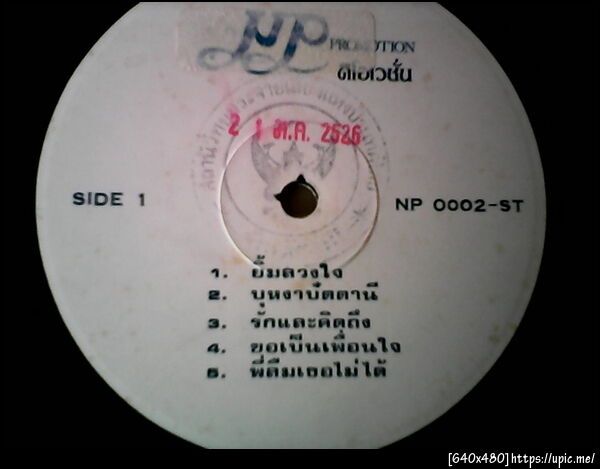 NP PROMOTION
ดีโอเวชั่น
2 1 ต.ค. 2526
SIDE 1
NP 0002-ST
1. ยิ้มดวงใจ
2. บุหงาปัตตานี
3. รักและคิดถึง
4. ขอเป็นเพื่อนใจ
5. พี่ลืมเธอไม่ได้
[640x480]https://upic.me/